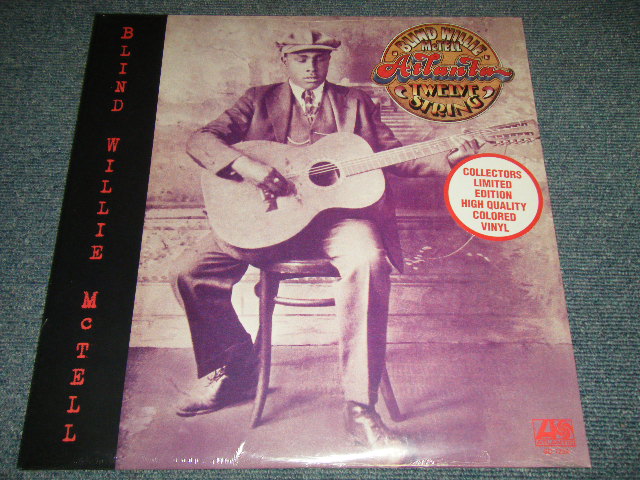 BLIND WILLIE McTELL
BLIND WILLIE
McTELL
Atlanta
TWELVE
STRING
COLLECTORS
LIMITED
EDITION
HIGH QUALITY
COLORED
VINYL